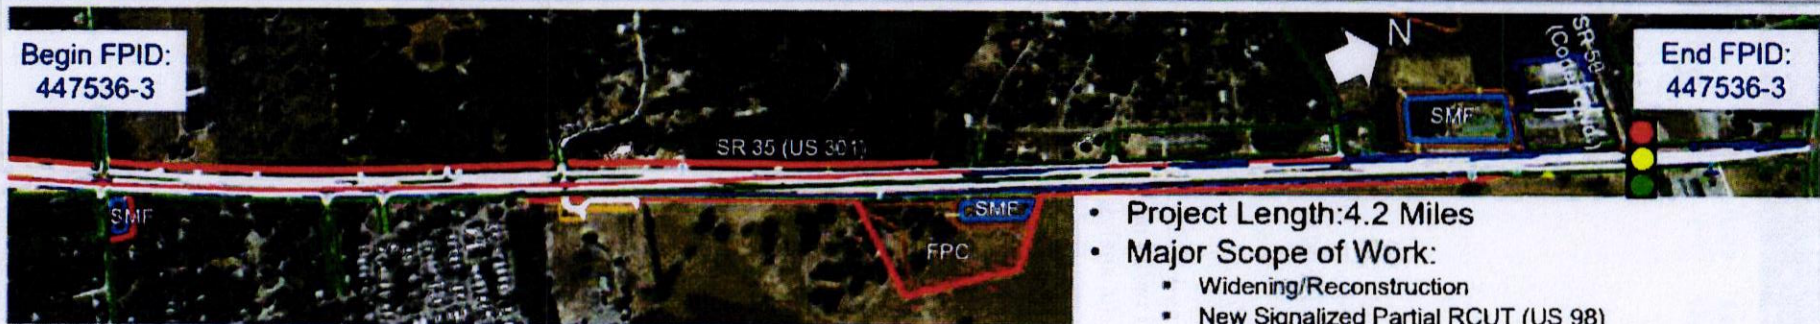 Begin FPID:
447536-3
N
SR 50
End FPID:
447536-3
SMF
SR 35 (US 301)
SMF
SMF
FPC
• Project Length:4.2 Miles
• Major Scope of Work:
▪ Widening/Reconstruction
▪ New Signalized Partial RCUT (US 98)